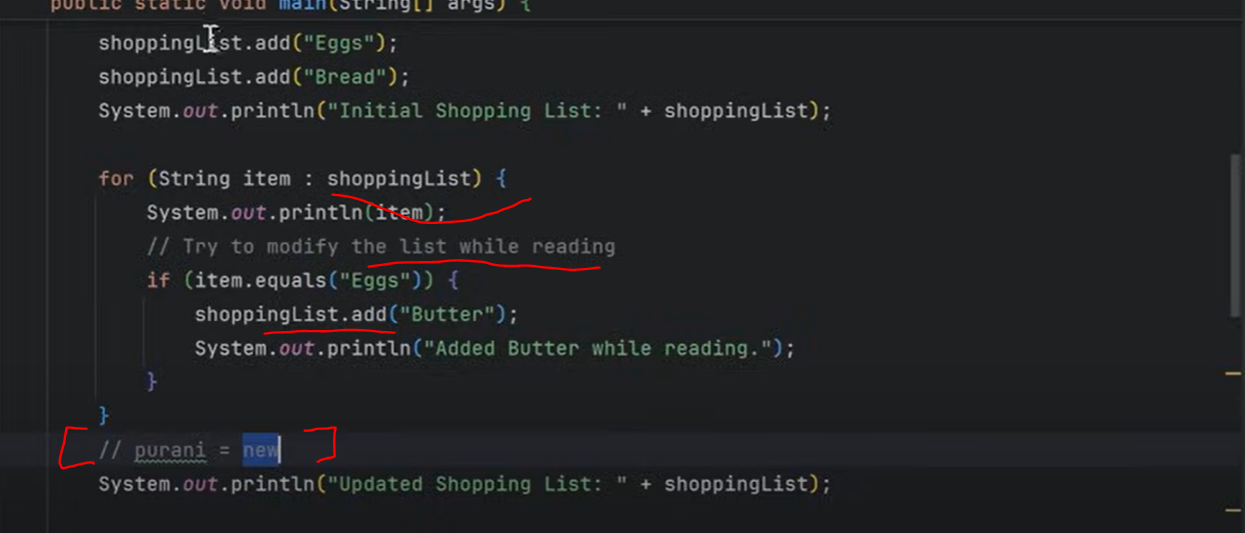 public static void main(String[] args) {
shoppingList.add("Eggs");
shoppingList.add("Bread");
System.out.println("Initial Shopping List: " + shoppingList);
for (String item : shoppingList) {
System.out.println(item);
// Try to modify the list while reading
if (item.equals("Eggs")) {
shoppingList.add("Butter");
System.out.println("Added Butter while reading.");
}
}
// purani = new
System.out.println("Updated Shopping List: " + shoppingList);